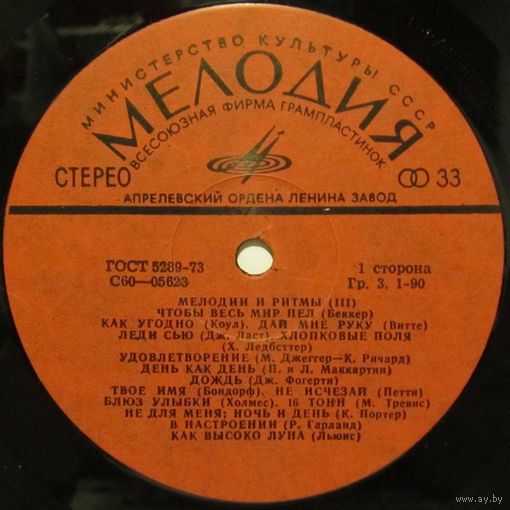 МИНИСТЕРСТВО КУЛЬТУРЫ СССР
МЕЛОДИЯ
ВСЕСОЮЗНАЯ ФИРМА ГРАМПЛАСТИНОК
СТЕРЕО
33
АПРЕЛЕВСКИЙ ОРДЕНА ЛЕНИНА ЗАВОД
ГОСТ 5289-73
С60—05623
1 сторона
Гр. 3. 1-90
МЕЛОДИИ И РИТМЫ (III)
ЧТОБЫ ВЕСЬ МИР ПЕЛ (Беккер)
КАК УГОДНО (Коул). ДАЙ МНЕ РУКУ (Витте)
ЛЕДИ СЬЮ (Дж. Ласт). ХЛОПКОВЫЕ ПОЛЯ
(Х. Ледбеттер)
УДОВЛЕТВОРЕНИЕ (М. Джеггер—К. Ричард)
ДЕНЬ КАК ДЕНЬ (П. и Л. Маккартни)
ДОЖДЬ (Дж. Фогерти)
ТВОЕ ИМЯ (Бондорф). НЕ ИСЧЕЗАЙ (Петти)
БЛЮЗ УЛЫБКИ (Холмес). 16 ТОНН (М. Тревис)
НЕ ДЛЯ МЕНЯ; НОЧЬ И ДЕНЬ (К. Портер)
В НАСТРОЕНИИ (Р. Гарланд)
КАК ВЫСОКО ЛУНА (Льюис)
www.ay.by